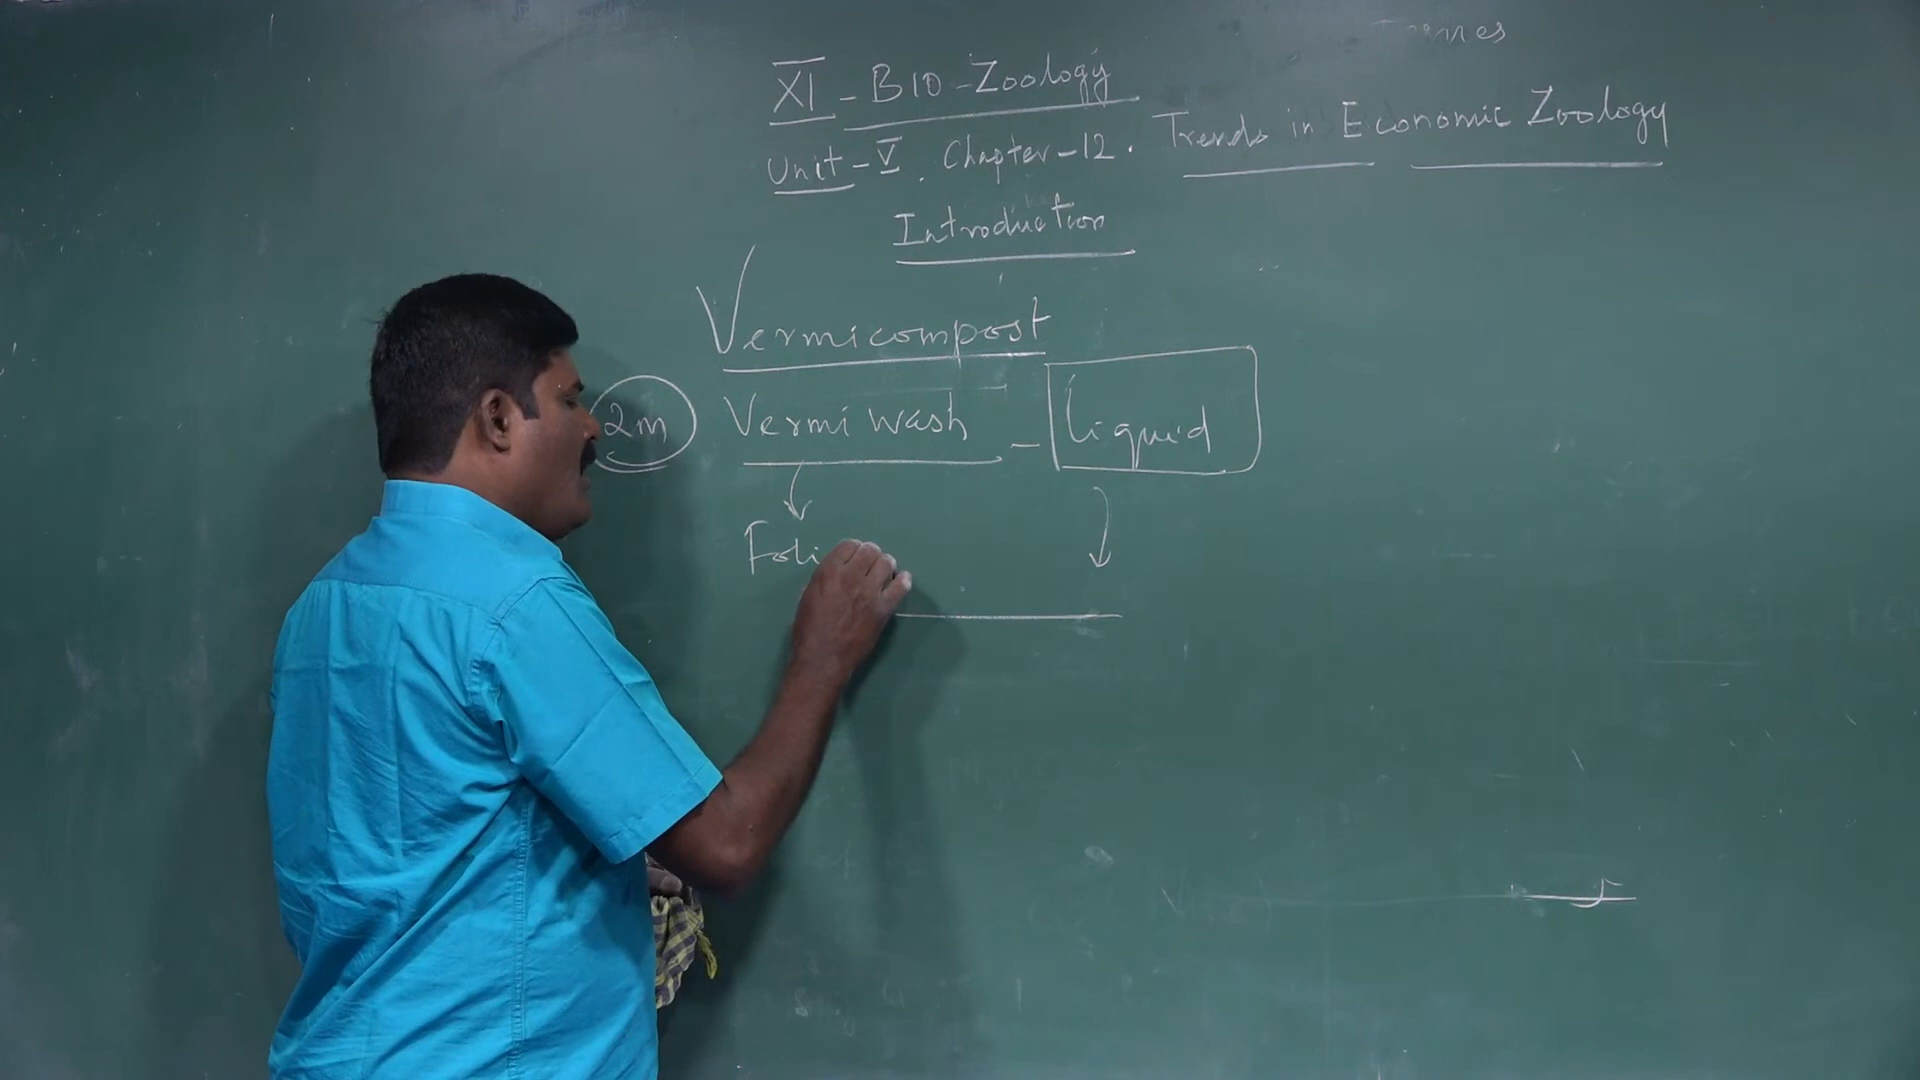 XI - BIO - Zoology
Unit - V. Chapter - 12. Trends in Economic Zoology
Introduction
Vermicompost
2m Vermi wash - liquid
Foli